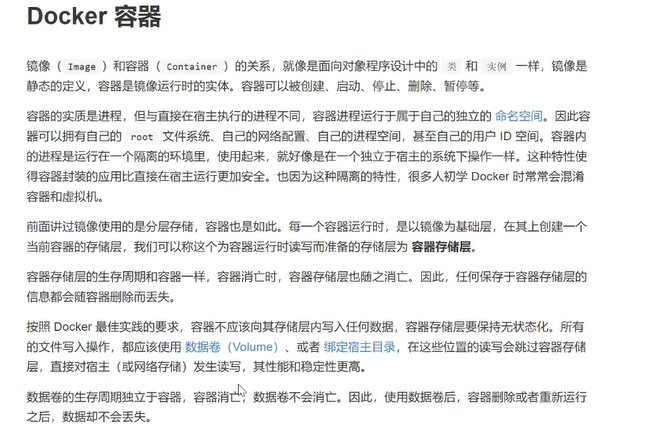 Docker 容器
镜像（ Image ）和容器（ Container ）的关系，就像是面向对象程序设计中的 类 和 实例 一样，镜像是
静态的定义，容器是镜像运行时的实体。容器可以被创建、启动、停止、删除、暂停等。
容器的实质是进程，但与直接在宿主执行的进程不同，容器进程运行于属于自己的独立的 命名空间。因此容
器可以拥有自己的 root 文件系统、自己的网络配置、自己的进程空间，甚至自己的用户 ID 空间。容器内
的进程是运行在一个隔离的环境里，使用起来，就好像是在一个独立于宿主的系统下操作一样。这种特性使
得容器封装的应用比直接在宿主运行更加安全。也因为这种隔离的特性，很多人初学 Docker 时常常会混淆
容器和虚拟机。
前面讲过镜像使用的是分层存储，容器也是如此。每一个容器运行时，是以镜像为基础层，在其上创建一个
当前容器的存储层，我们可以称这个为容器运行时读写而准备的存储层为 容器存储层。
容器存储层的生存周期和容器一样，容器消亡时，容器存储层也随之消亡。因此，任何保存于容器存储层的
信息都会随容器删除而丢失。
按照 Docker 最佳实践的要求，容器不应该向其存储层内写入任何数据，容器存储层要保持无状态化。所有
的文件写入操作，都应该使用 数据卷（Volume）、或者 绑定宿主目录，在这些位置的读写会跳过容器存储
层，直接对宿主（或网络存储）发生读写，其性能和稳定性更高。
数据卷的生存周期独立于容器，容器消亡，数据卷不会消亡。因此，使用数据卷后，容器删除或者重新运行
之后，数据却不会丢失。